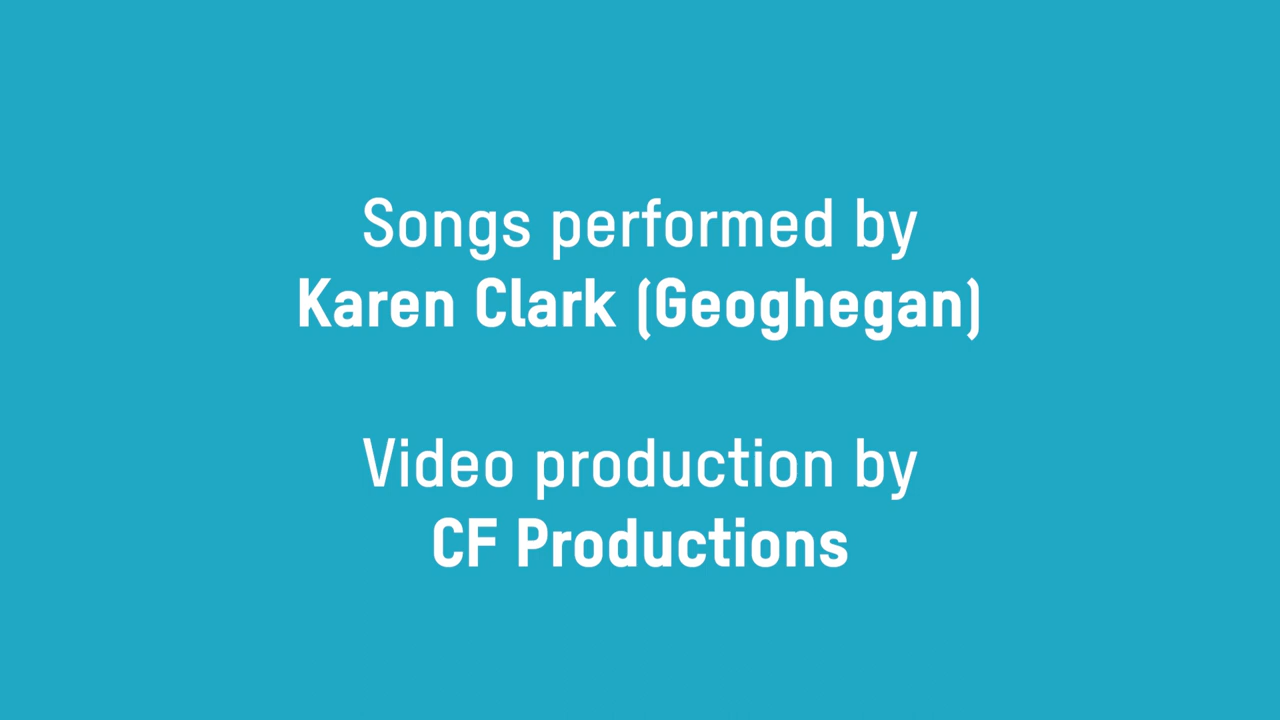 Songs performed by
Karen Clark (Geoghegan)
Video production by
CF Productions